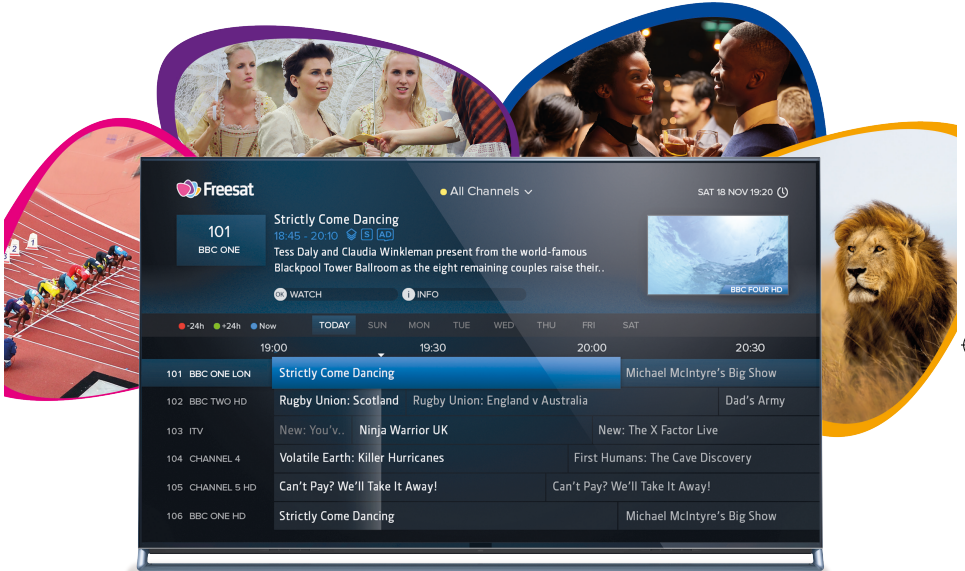 Freesat
All Channels
SAT 18 NOV 19:20
101
BBC ONE
Strictly Come Dancing
18:45 - 20:10 S AD
Tess Daly and Claudia Winkleman present from the world-famous
Blackpool Tower Ballroom as the eight remaining couples raise their..
OK WATCH i INFO
BBC FOUR HD
-24h +24h Now TODAY SUN MON TUE WED THU FRI SAT
19:00 19:30 20:00 20:30
101 BBC ONE LON Strictly Come Dancing Michael McIntyre's Big Show
102 BBC TWO HD Rugby Union: Scotland Rugby Union: England v Australia Dad's Army
103 ITV New: You'v.. Ninja Warrior UK New: The X Factor Live
104 CHANNEL 4 Volatile Earth: Killer Hurricanes First Humans: The Cave Discovery
105 CHANNEL 5 HD Can't Pay? We'll Take It Away! Can't Pay? We'll Take It Away!
106 BBC ONE HD Strictly Come Dancing Michael McIntyre's Big Show
2 1